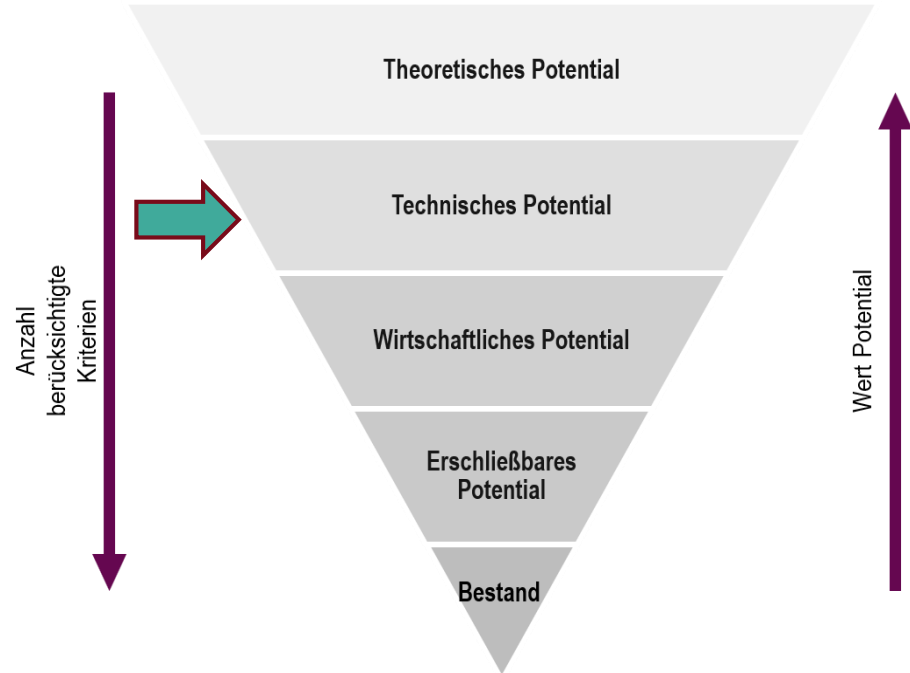 Theoretisches Potential
Technisches Potential
Wirtschaftliches Potential
Erschließbares
Potential
Bestand
Anzahl
berücksichtigte
Kriterien
Wert Potential